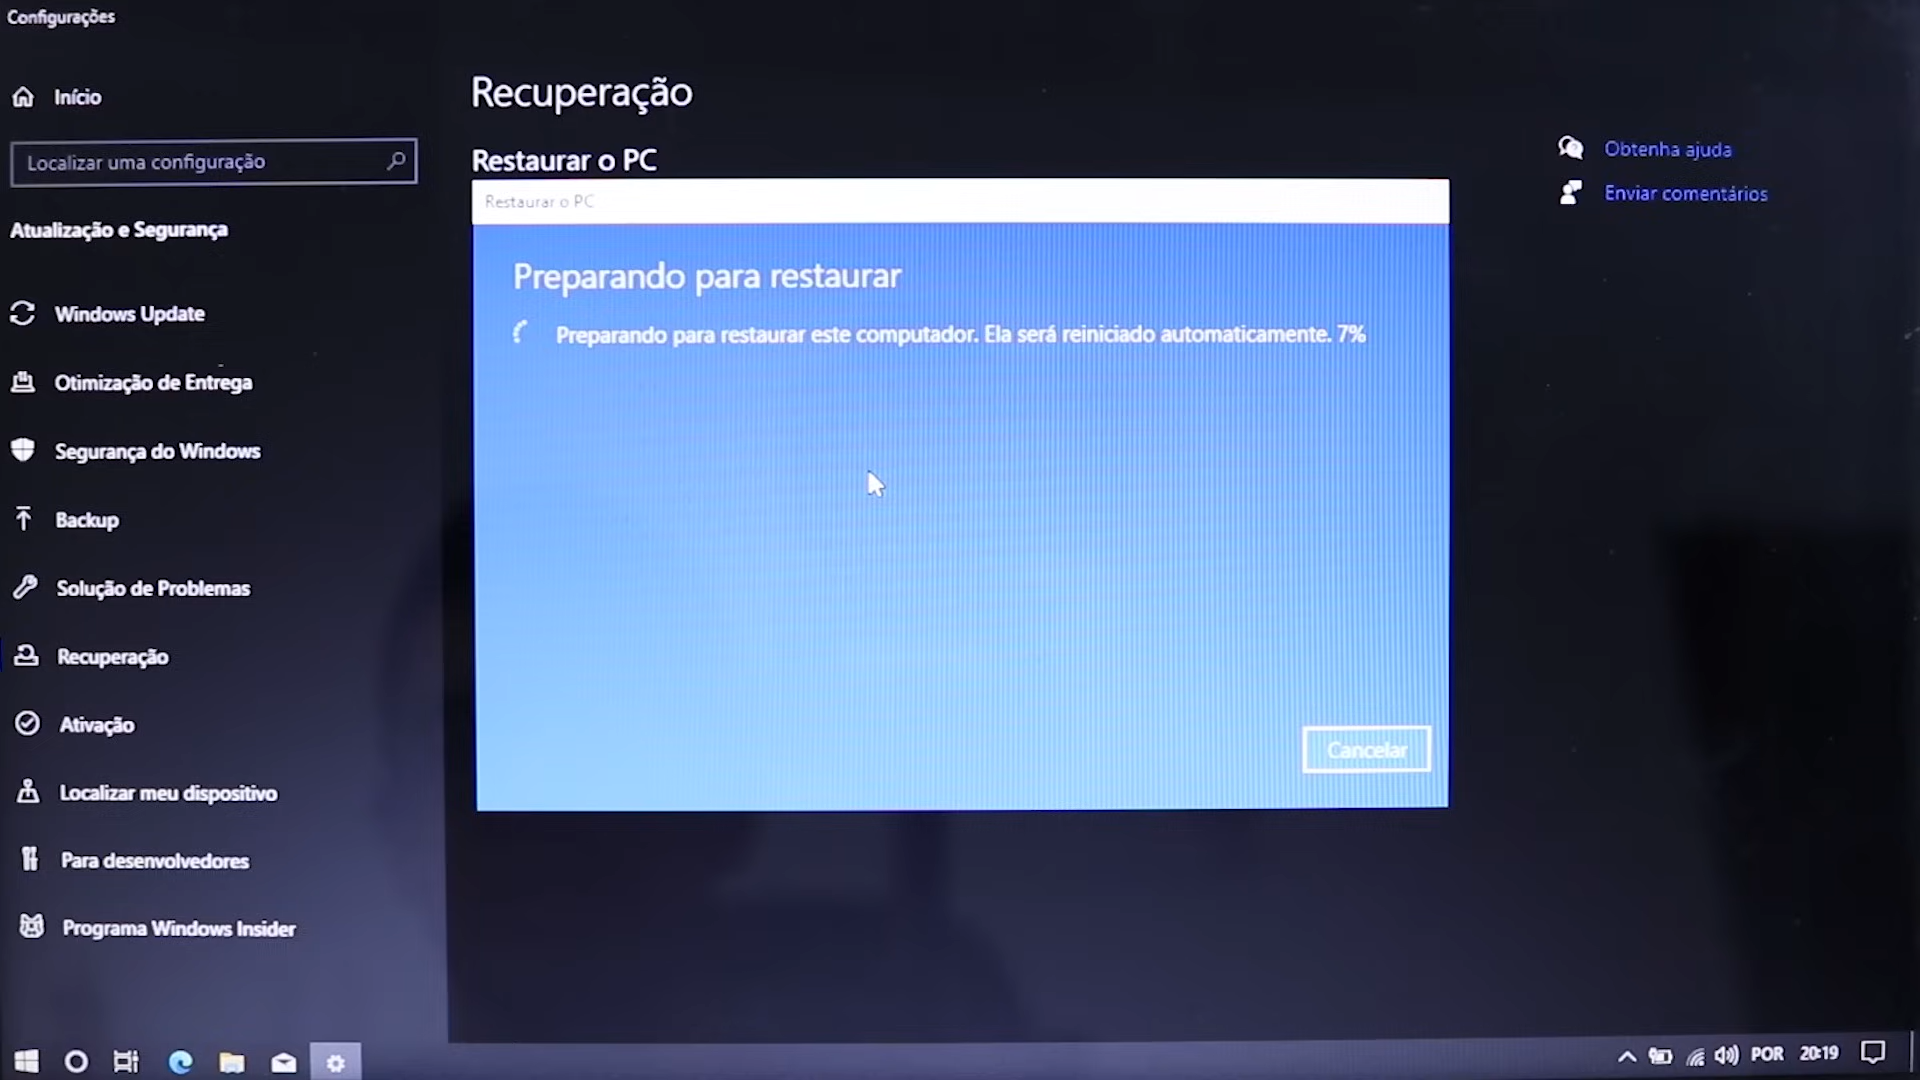 Configurações
Início
Localizar uma configuração
Atualização e Segurança
Windows Update
Otimização de Entrega
Segurança do Windows
Backup
Solução de Problemas
Recuperação
Ativação
Localizar meu dispositivo
Para desenvolvedores
Programa Windows Insider
Recuperação
Restaurar o PC
Restaurar o PC
Preparando para restaurar
Preparando para restaurar este computador. Ela será reiniciado automaticamente. 7%
Cancelar
Obtenha ajuda
Enviar comentários
POR 20:19